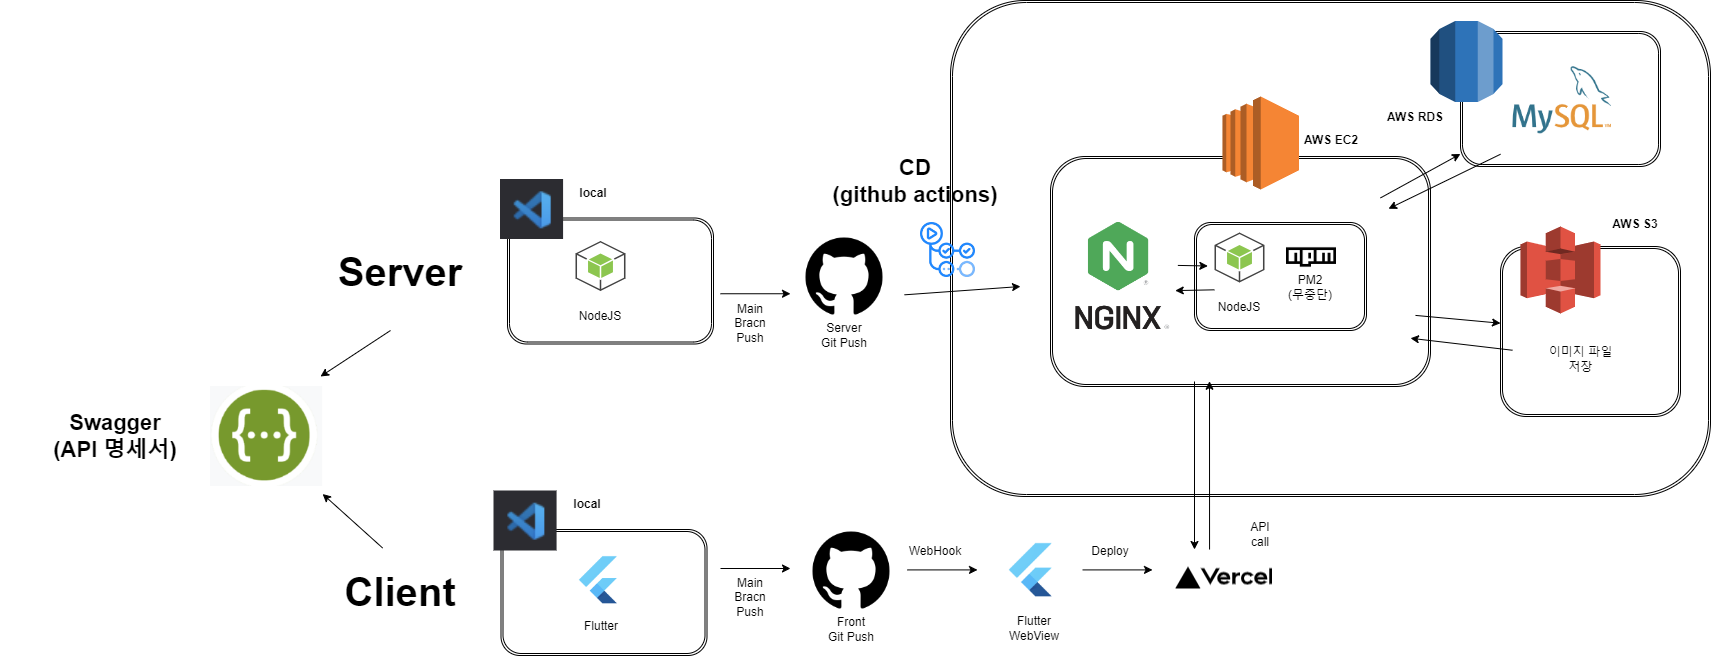 AWS RDS
MySQL
AWS EC2
CD
(github actions)
local
AWS S3
Server
NGINX
NodeJS
npm
PM2
(무중단)
NodeJS
Main
Bracn
Push
Server
Git Push
이미지 파일
저장
Swagger
(API 명세서)
local
Client
Flutter
Main
Bracn
Push
Front
Git Push
WebHook
Flutter
WebView
Deploy
API
call
Vercel